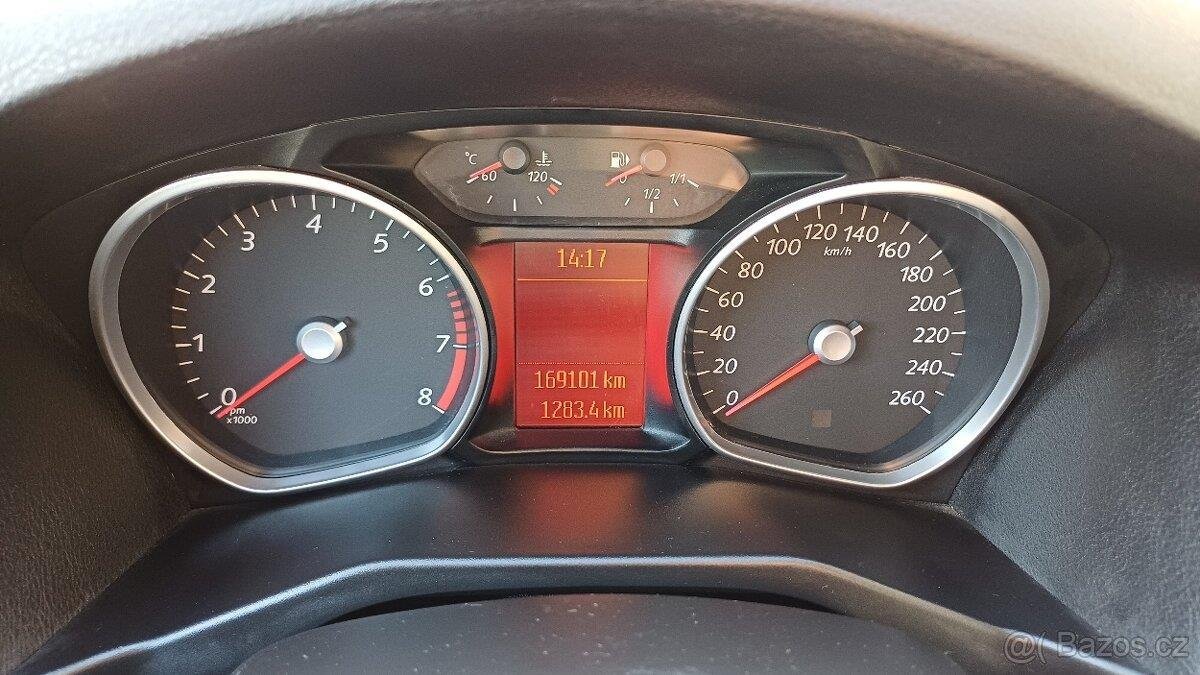 °C 60 120
0 1/2 1/1
0 1 2 3 4 5 6 7 8
rpm
x1000
14:17
169101 km
1283.4 km
0 20 40 60 80 100 120 140 160 180 200 220 240 260
km/h
@( Bazos.cz